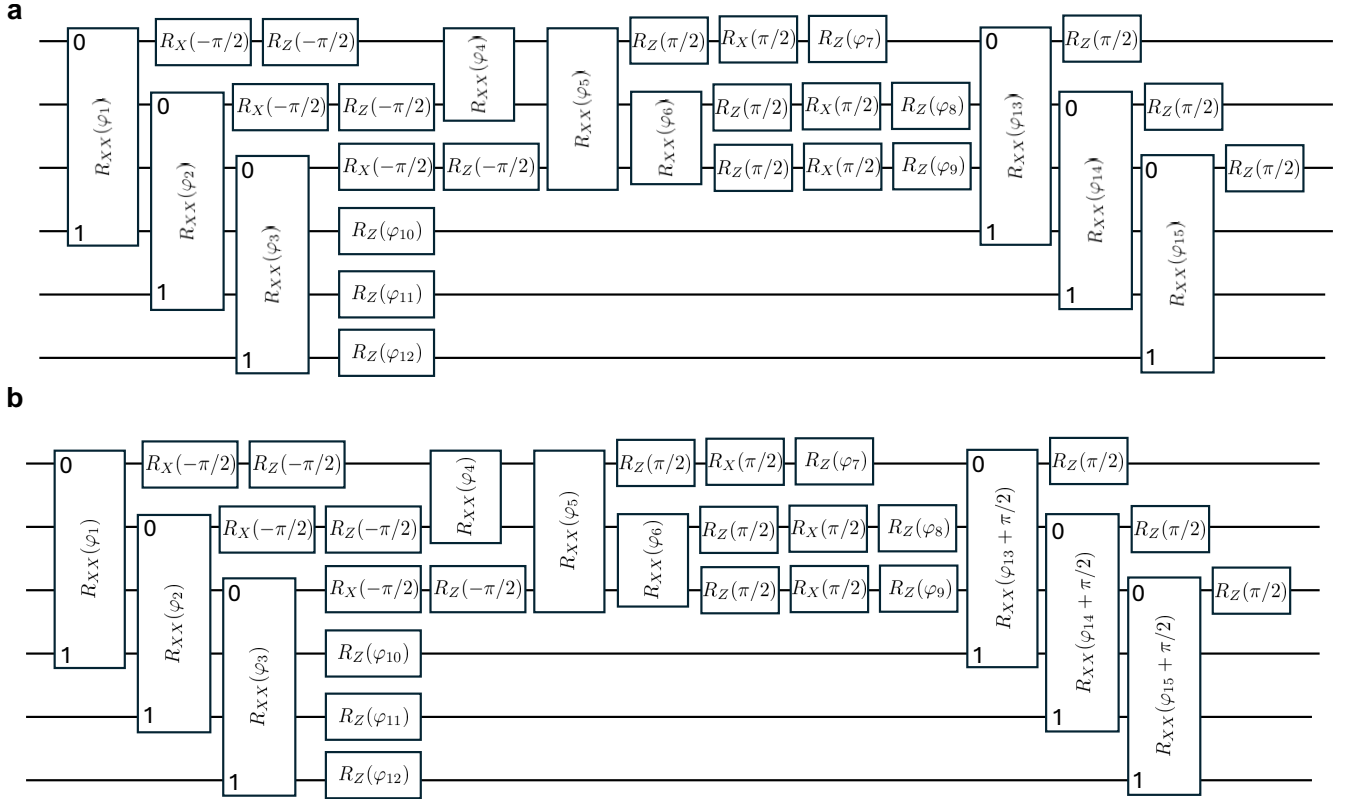 a
0 R_X(−π/2) R_Z(−π/2) R_XX(φ_4) R_XX(φ_5) R_Z(π/2) R_X(π/2) R_Z(φ_7) 0 R_Z(π/2)
R_XX(φ_1) 0 R_X(−π/2) R_Z(−π/2) R_XX(φ_6) R_Z(π/2) R_X(π/2) R_Z(φ_8) R_XX(φ_13) 0 R_Z(π/2)
R_XX(φ_2) 0 R_X(−π/2) R_Z(−π/2) R_Z(π/2) R_X(π/2) R_Z(φ_9) R_XX(φ_14) 0 R_Z(π/2)
1 R_XX(φ_3) R_Z(φ_10) 1 R_XX(φ_15)
1 R_Z(φ_11) 1
1 R_Z(φ_12) 1
b
0 R_X(−π/2) R_Z(−π/2) R_XX(φ_4) R_XX(φ_5) R_Z(π/2) R_X(π/2) R_Z(φ_7) 0 R_Z(π/2)
R_XX(φ_1) 0 R_X(−π/2) R_Z(−π/2) R_XX(φ_6) R_Z(π/2) R_X(π/2) R_Z(φ_8) R_XX(φ_13 + π/2) 0 R_Z(π/2)
R_XX(φ_2) 0 R_X(−π/2) R_Z(−π/2) R_Z(π/2) R_X(π/2) R_Z(φ_9) R_XX(φ_14 + π/2) 0 R_Z(π/2)
1 R_XX(φ_3) R_Z(φ_10) 1 R_XX(φ_15 + π/2)
1 R_Z(φ_11) 1
1 R_Z(φ_12) 1